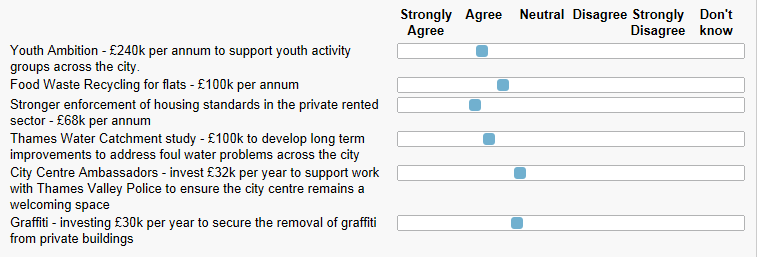 Strongly Agree Agree Neutral Disagree Strongly Disagree Don't know
Youth Ambition - £240k per annum to support youth activity
groups across the city.
Food Waste Recycling for flats - £100k per annum
Stronger enforcement of housing standards in the private rented
sector - £68k per annum
Thames Water Catchment study - £100k to develop long term
improvements to address foul water problems across the city
City Centre Ambassadors - invest £32k per year to support work
with Thames Valley Police to ensure the city centre remains a
welcoming space
Graffiti - investing £30k per year to secure the removal of graffiti
from private buildings